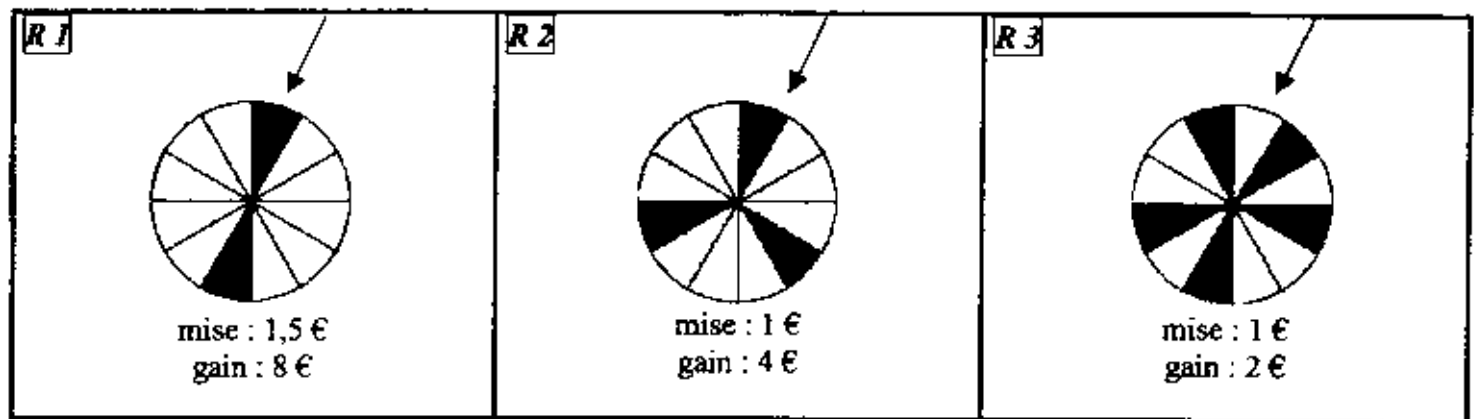 R 1
mise : 1,5 €
gain : 8 €
R 2
mise : 1 €
gain : 4 €
R 3
mise : 1 €
gain : 2 €